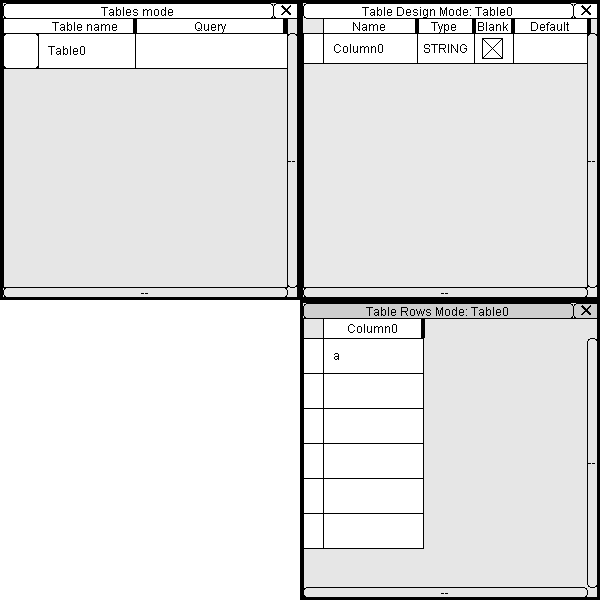 Tables mode
Table name Query
Table0
--
--
Table Design Mode: Table0
Name Type Blank Default
Column0 STRING
--
--
Table Rows Mode: Table0
Column0
a
--
--